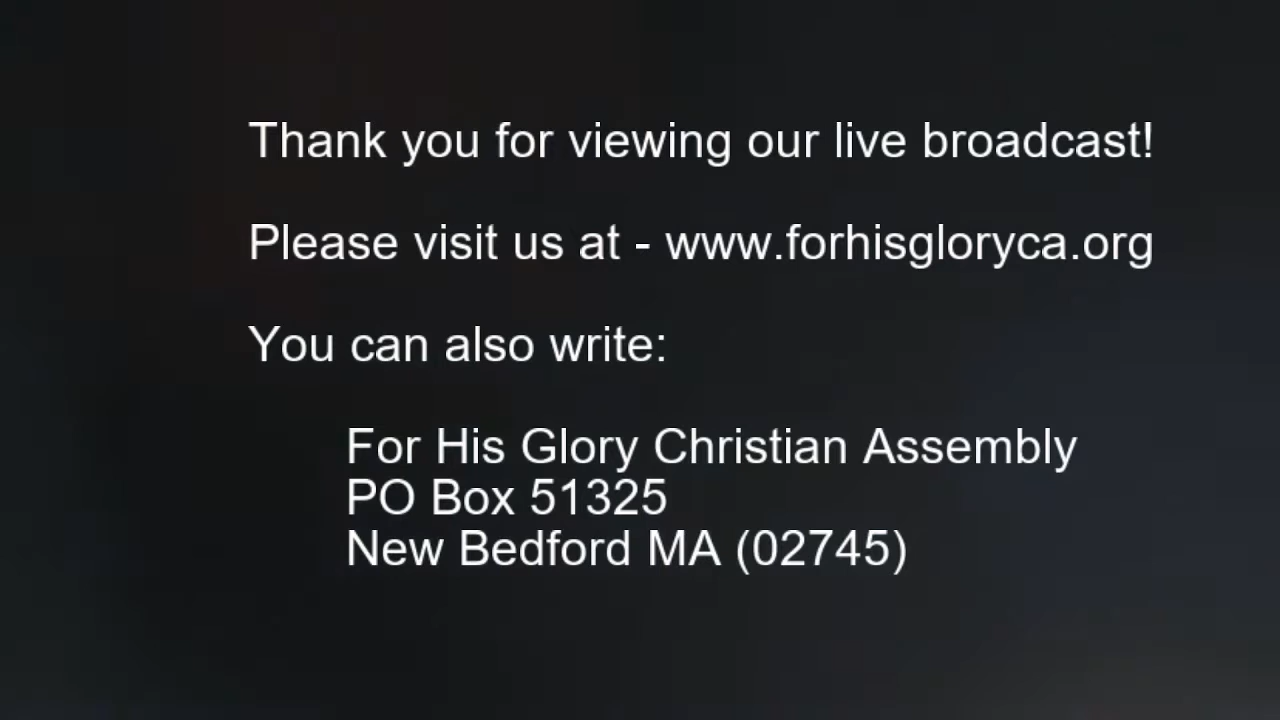 Thank you for viewing our live broadcast!
Please visit us at - www.forhisgloryca.org
You can also write:
For His Glory Christian Assembly
PO Box 51325
New Bedford MA (02745)